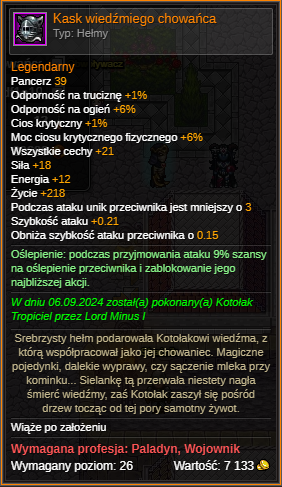 Kask wiedźmiego chowańca
Typ: Hełmy
Legendarny
Pancerz 39
Odporność na truciznę +1%
Odporność na ogień +6%
Cios krytyczny +1%
Moc ciosu krytycznego fizycznego +6%
Wszystkie cechy +21
Siła +18
Energia +12
Życie +218
Podczas ataku unik przeciwnika jest mniejszy o 3
Szybkość ataku +0.21
Obniża szybkość ataku przeciwnika o 0.15
Oślepienie: podczas przyjmowania ataku 9% szansy
na oślepienie przeciwnika i zablokowanie jego
najbliższej akcji.
W dniu 06.09.2024 został(a) pokonany(a) Kotołak
Tropiciel przez Lord Minus I
Srebrzysty hełm podarowała Kotołakowi wiedźma, z
którą współpracował jako jej chowaniec. Magiczne
pojedynki, dalekie wyprawy, czy sączenie mleka przy
kominku... Sielankę tą przerwała niestety nagła
śmierć wiedźmy, zaś Kotołak zaszył się pośród
drzew tocząc od tej pory samotny żywot.
Wiąże po założeniu
Wymagana profesja: Paladyn, Wojownik
Wymagany poziom: 26 Wartość: 7 133